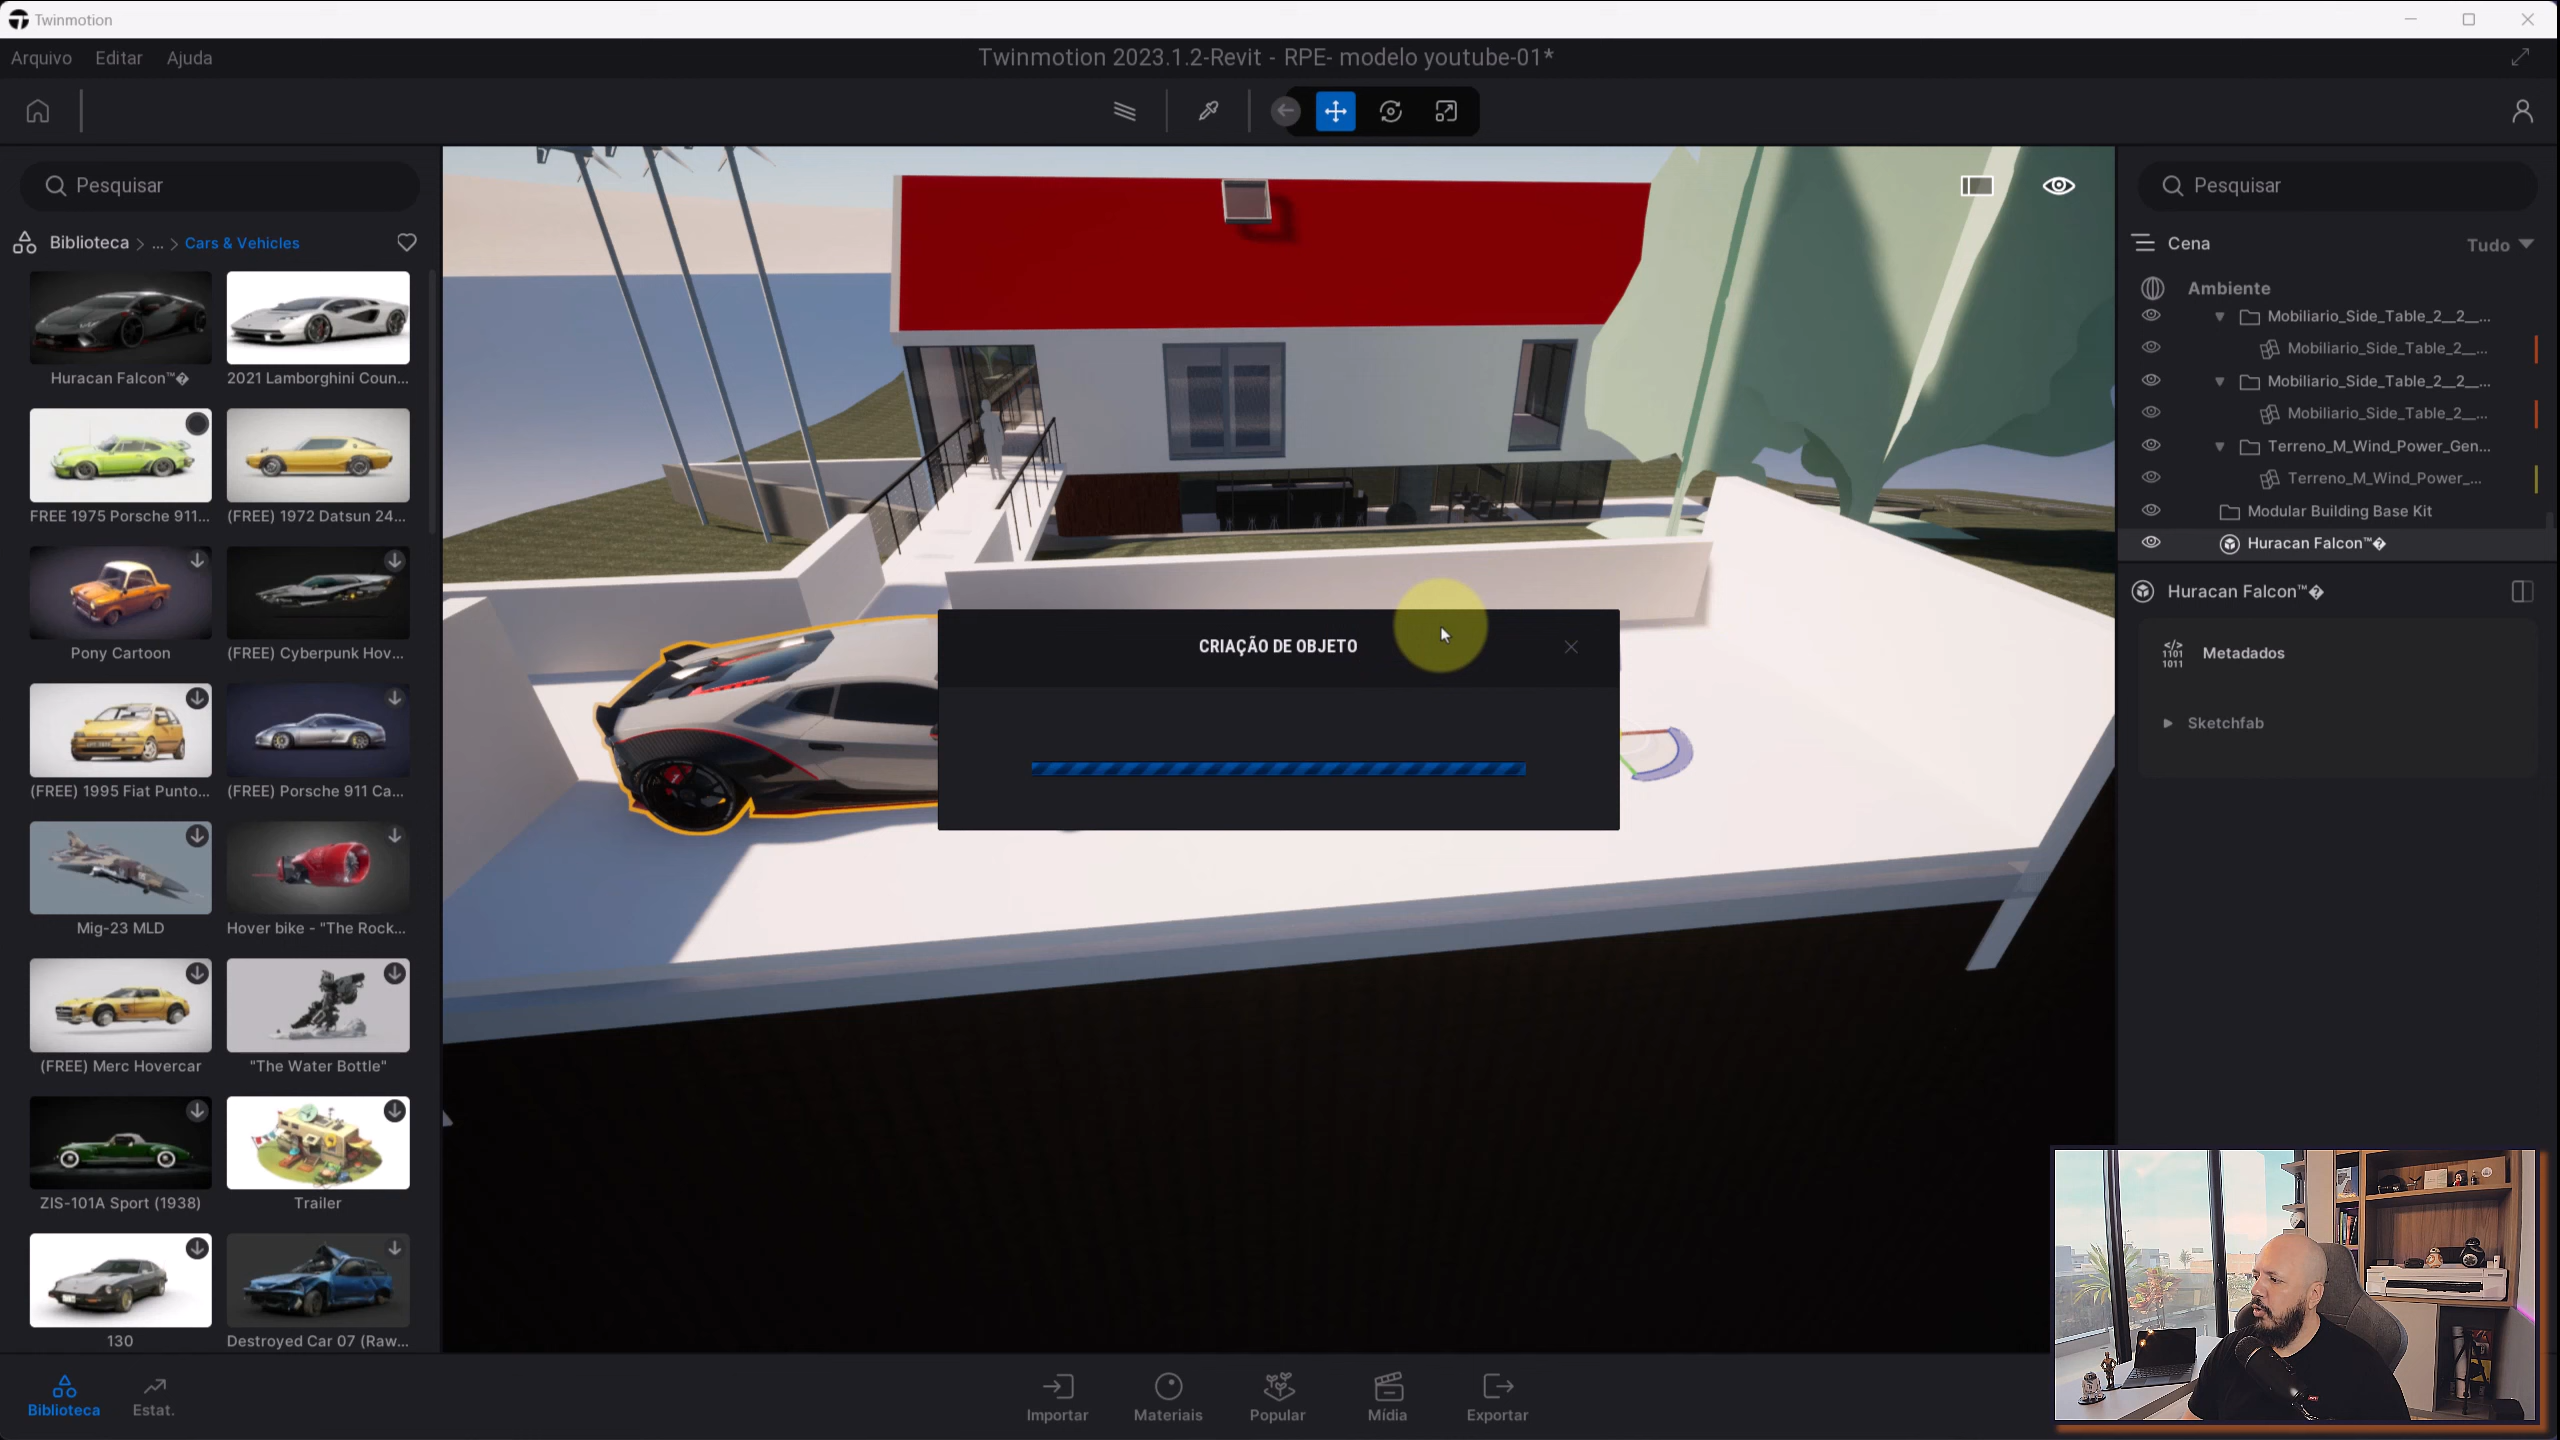 Twinmotion
Arquivo Editar Ajuda
Twinmotion 2023.1.2-Revit - RPE- modelo youtube-01*
Pesquisar
Biblioteca > ... > Cars & Vehicles
Huracan Falcon™�
2021 Lamborghini Coun...
FREE 1975 Porsche 911...
(FREE) 1972 Datsun 24...
Pony Cartoon
(FREE) Cyberpunk Hov...
(FREE) 1995 Fiat Punto...
(FREE) Porsche 911 Ca...
Mig-23 MLD
Hover bike - "The Rock...
(FREE) Merc Hovercar
"The Water Bottle"
ZIS-101A Sport (1938)
Trailer
130
Destroyed Car 07 (Raw...
Biblioteca
Estat.
CRIAÇÃO DE OBJETO
Importar
Materiais
Popular
Mídia
Exportar
Pesquisar
Cena
Tudo
Ambiente
Mobiliario_Side_Table_2__2__...
Mobiliario_Side_Table_2__...
Mobiliario_Side_Table_2__2__...
Mobiliario_Side_Table_2__...
Terreno_M_Wind_Power_Gen...
Terreno_M_Wind_Power_...
Modular Building Base Kit
Huracan Falcon™�
Huracan Falcon™�
</>
1101
1011
Metadados
Sketchfab